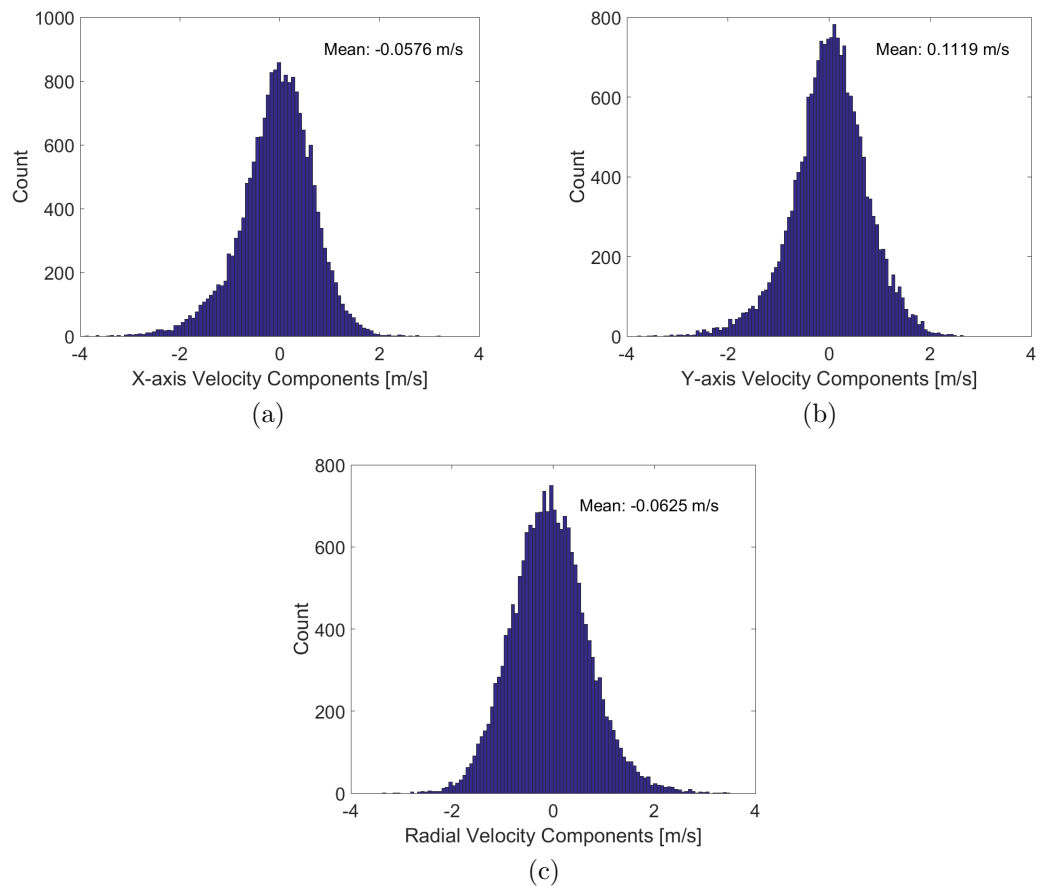 1000
800
600
400
200
0
Count
Mean: -0.0576 m/s
-4 -2 0 2 4
X-axis Velocity Components [m/s]
(a)
800
600
400
200
0
Count
Mean: 0.1119 m/s
-4 -2 0 2 4
Y-axis Velocity Components [m/s]
(b)
800
600
400
200
0
Count
Mean: -0.0625 m/s
-4 -2 0 2 4
Radial Velocity Components [m/s]
(c)